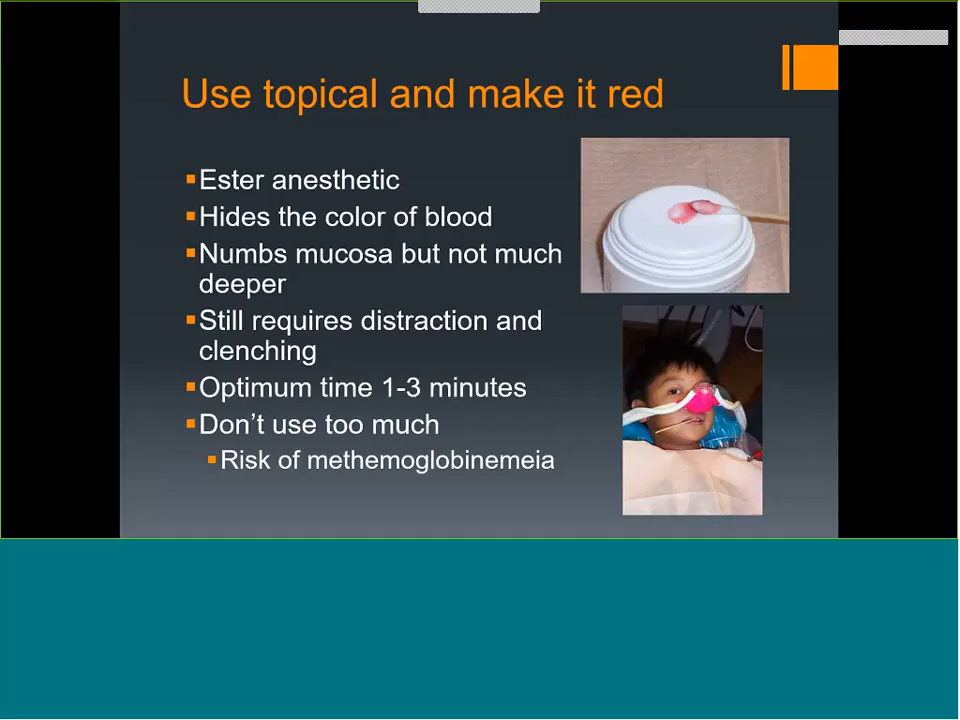 Use topical and make it red
Ester anesthetic
Hides the color of blood
Numbs mucosa but not much
deeper
Still requires distraction and
clenching
Optimum time 1-3 minutes
Don’t use too much
Risk of methemoglobinemeia